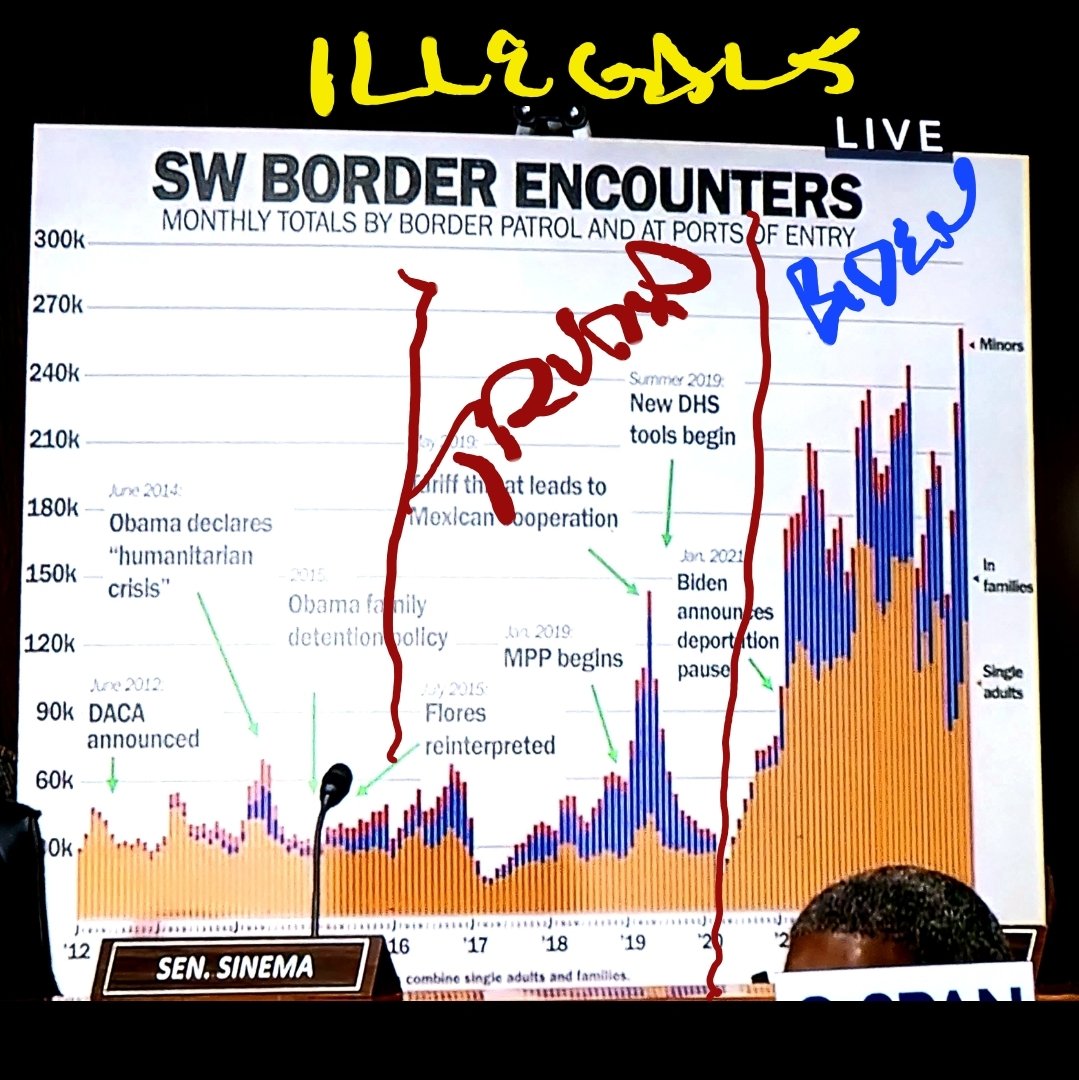 ILLEGALS
LIVE
SW BORDER ENCOUNTERS
MONTHLY TOTALS BY BORDER PATROL AND AT PORTS OF ENTRY
BIDEN
TRUMP
300k
270k
240k
210k
180k
150k
120k
90k
60k
June 2012:
DACA
announced
June 2014:
Obama declares
"humanitarian
crisis"
2015:
Obama family
detention policy
July 2015:
Flores
reinterpreted
May 2019:
Tariff threat leads to
Mexican cooperation
Jan. 2019:
MPP begins
Summer 2019:
New DHS
tools begin
Jan. 2021:
Biden
announces
deportation
pause
Minors
In
families
Single
adults
'12 '17 '18 '19 '20
combine single adults and families.
SEN. SINEMA